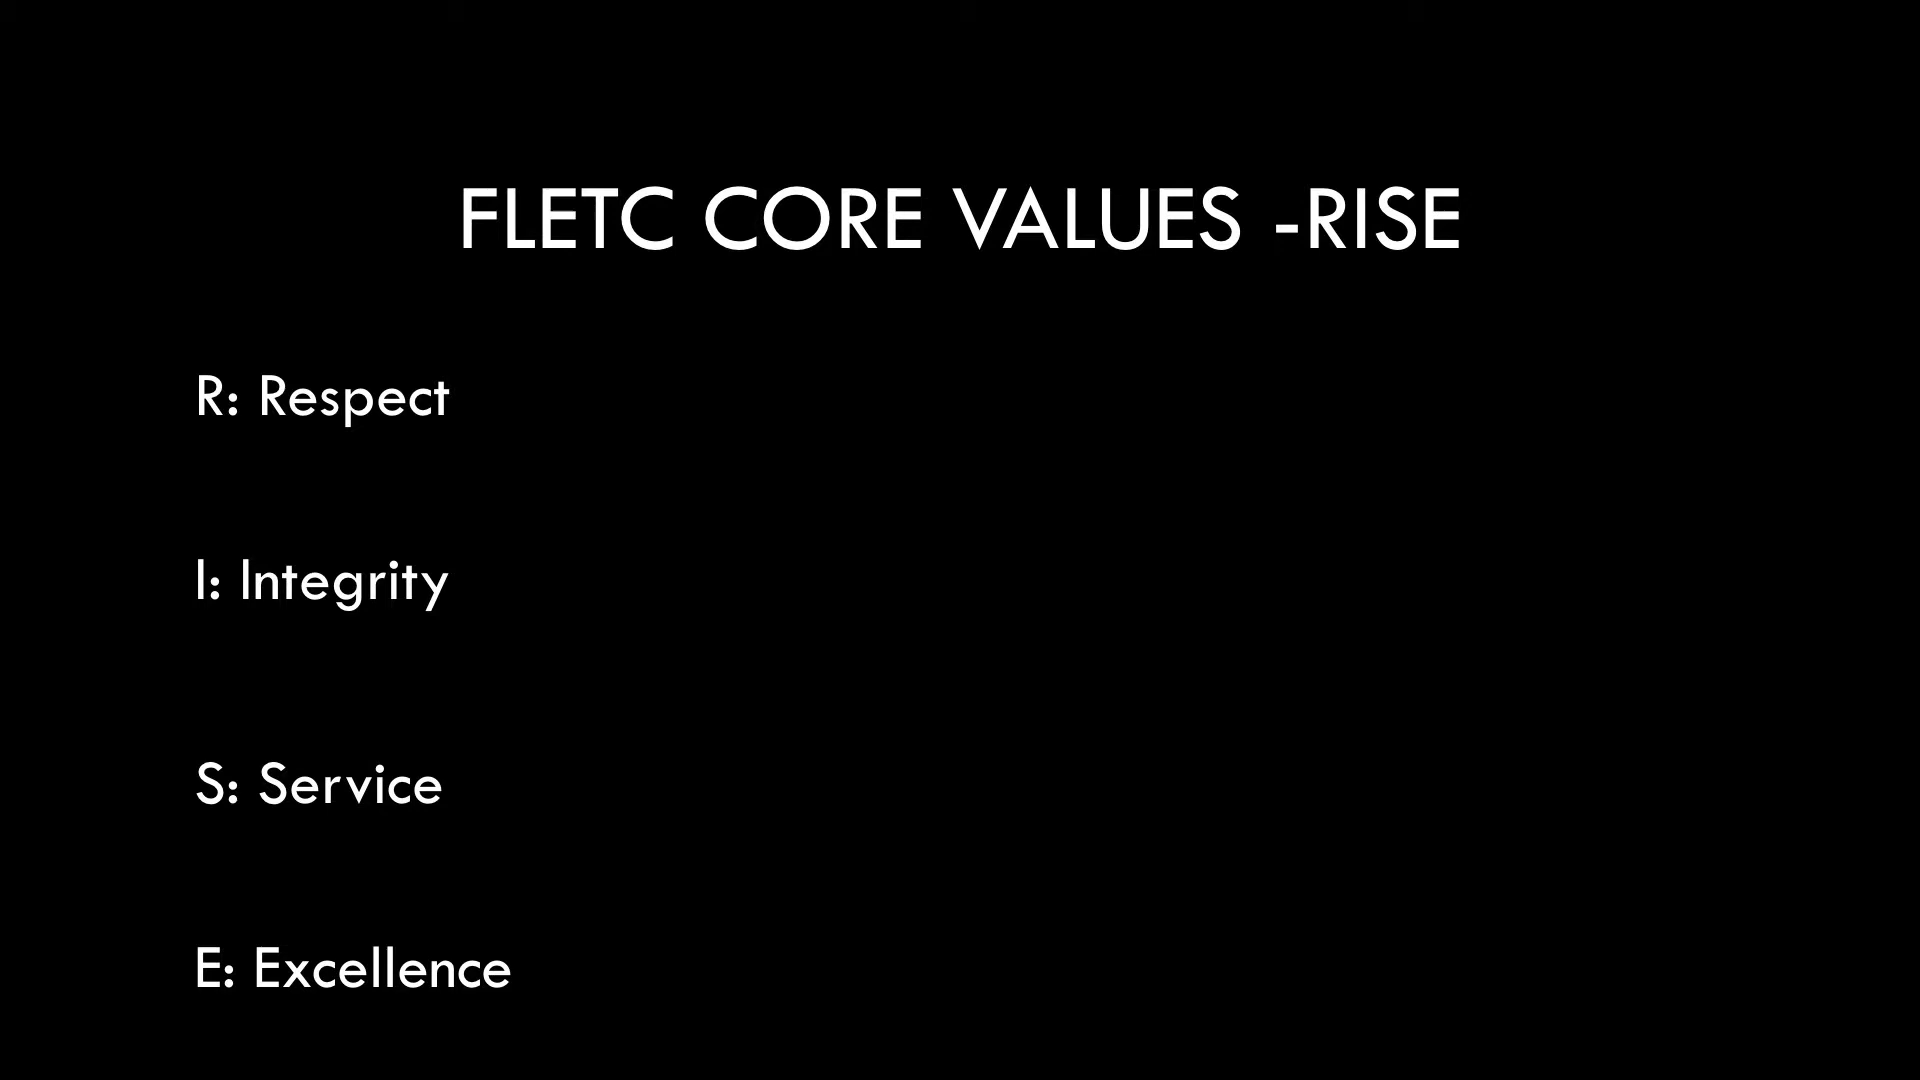 FLETC CORE VALUES -RISE
R: Respect
I: Integrity
S: Service
E: Excellence